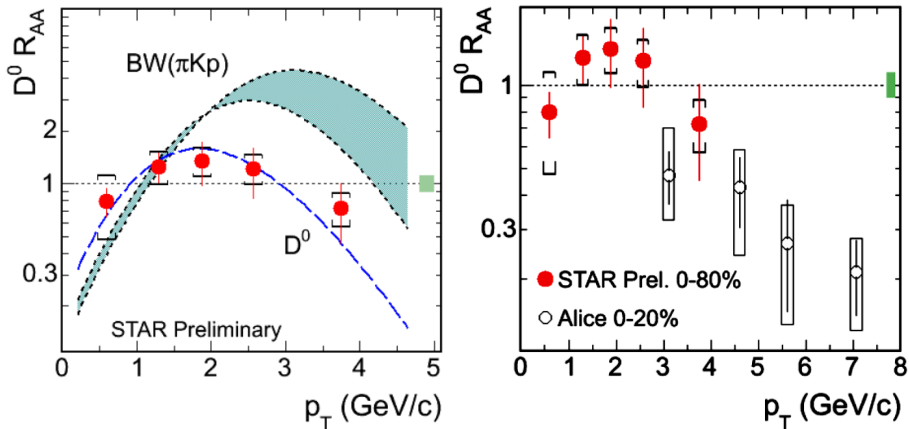 D⁰ R_AA
BW(πKp)
2
1
0.3
D⁰
STAR Preliminary
0 1 2 3 4 5
p_T (GeV/c)
D⁰ R_AA
1
0.3
STAR Prel. 0-80%
Alice 0-20%
0 1 2 3 4 5 6 7 8
p_T (GeV/c)